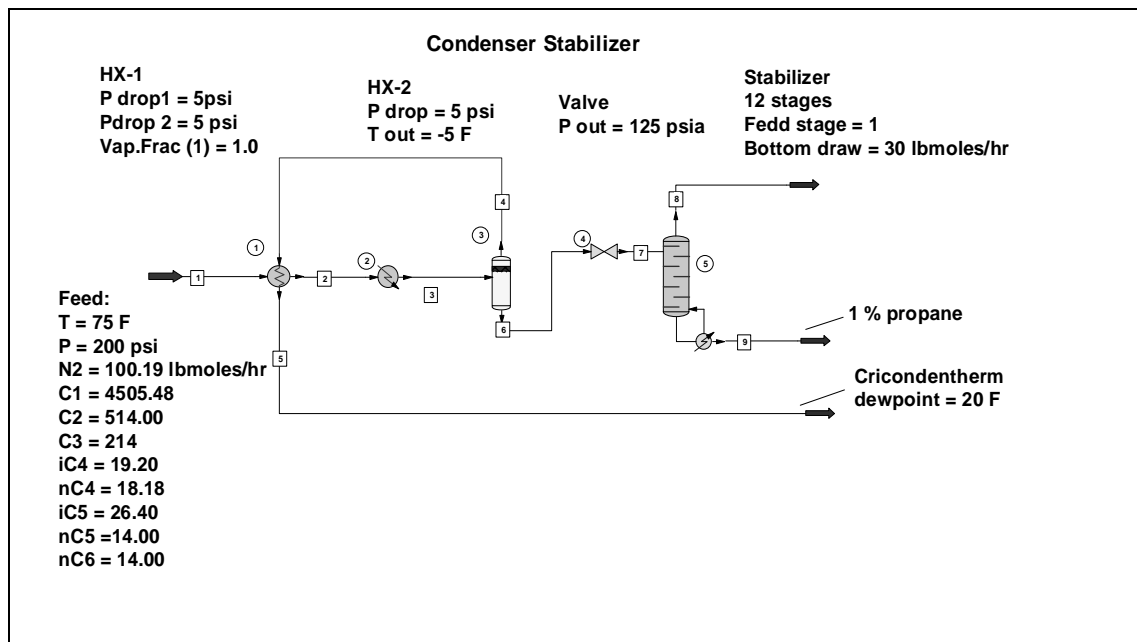 Condenser Stabilizer
HX-1
P drop1 = 5psi
Pdrop 2 = 5 psi
Vap.Frac (1) = 1.0
HX-2
P drop = 5 psi
T out = -5 F
Valve
P out = 125 psia
Stabilizer
12 stages
Fedd stage = 1
Bottom draw = 30 lbmoles/hr
4
8
3
1
2
4
7
5
1
2
3
6
9
5
1 % propane
Cricondentherm
dewpoint = 20 F
Feed:
T = 75 F
P = 200 psi
N2 = 100.19 lbmoles/hr
C1 = 4505.48
C2 = 514.00
C3 = 214
iC4 = 19.20
nC4 = 18.18
iC5 = 26.40
nC5 =14.00
nC6 = 14.00